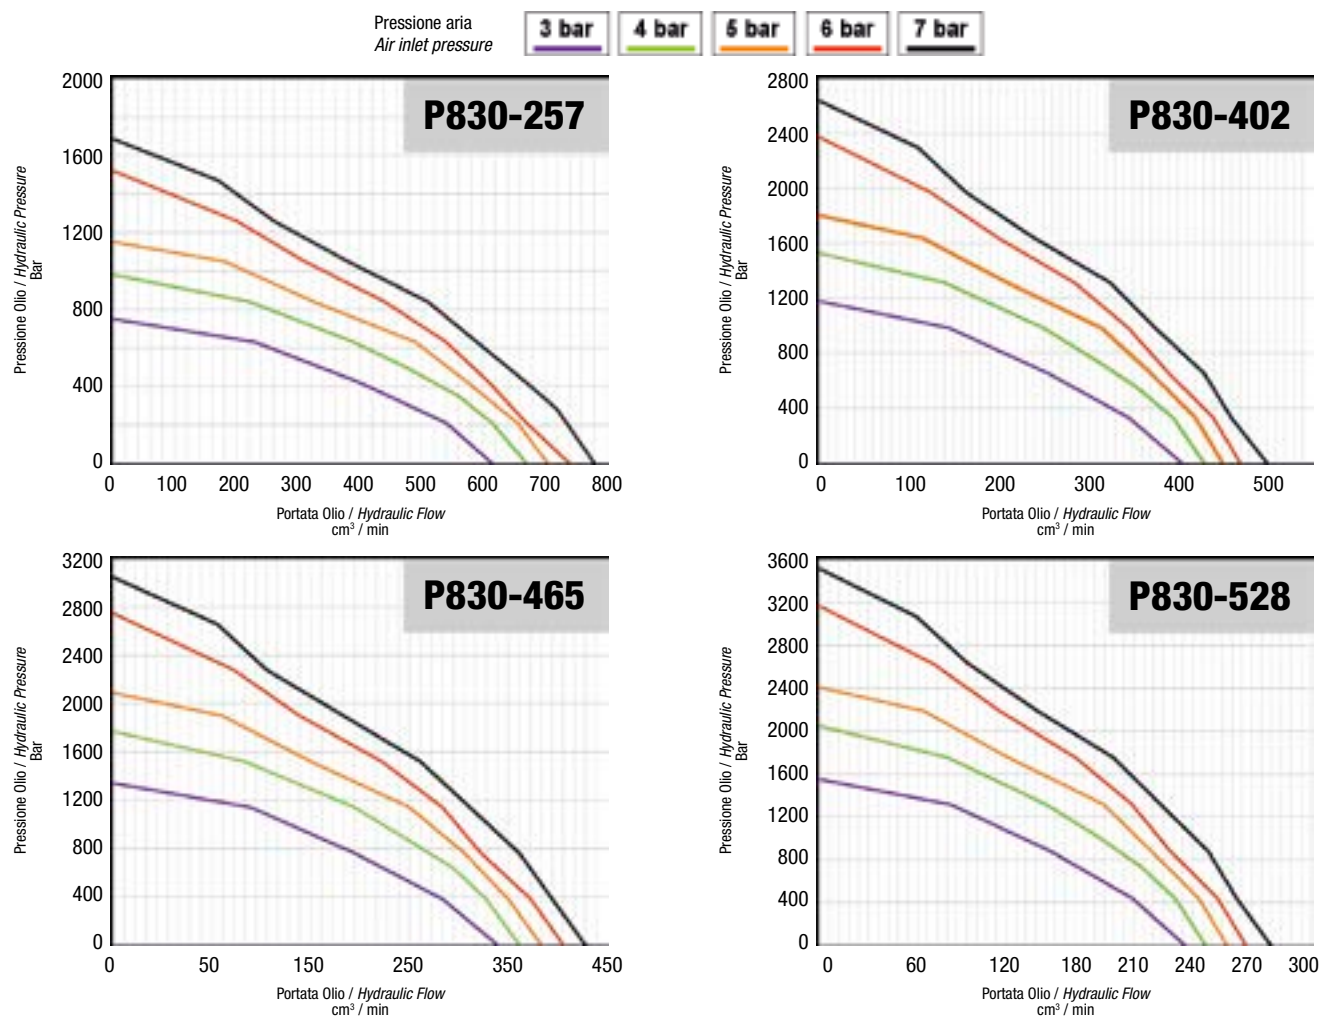 Pressione aria
Air inlet pressure
3 bar 4 bar 5 bar 6 bar 7 bar
P830-257
2000
1600
1200
800
400
0
Pressione Olio / Hydraulic Pressure
Bar
0 100 200 300 400 500 600 700 800
Portata Olio / Hydraulic Flow
cm³ / min
P830-402
2800
2400
2000
1600
1200
800
400
0
Pressione Olio / Hydraulic Pressure
Bar
0 100 200 300 400 500
Portata Olio / Hydraulic Flow
cm³ / min
P830-465
3200
2800
2400
2000
1600
1200
800
400
0
Pressione Olio / Hydraulic Pressure
Bar
0 50 150 250 350 450
Portata Olio / Hydraulic Flow
cm³ / min
P830-528
3600
3200
2800
2400
2000
1600
1200
800
400
0
Pressione Olio / Hydraulic Pressure
Bar
0 60 120 180 210 240 270 300
Portata Olio / Hydraulic Flow
cm³ / min